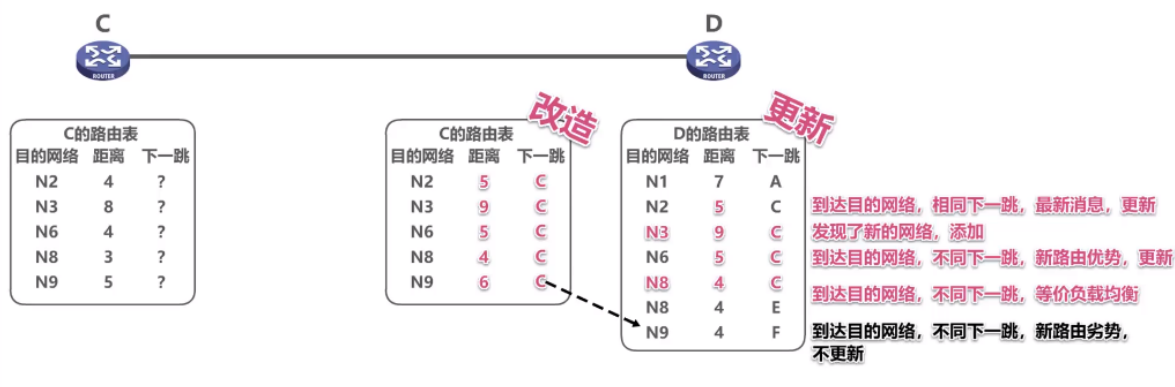 C
D
ROUTER
ROUTER
改造
更新
C的路由表
目的网络 距离 下一跳
N2 4 ?
N3 8 ?
N6 4 ?
N8 3 ?
N9 5 ?
C的路由表
目的网络 距离 下一跳
N2 5 C
N3 9 C
N6 5 C
N8 4 C
N9 6 C
D的路由表
目的网络 距离 下一跳
N1 7 A
N2 5 C
N3 9 C
N6 5 C
N8 4 C
N8 4 E
N9 4 F
到达目的网络，相同下一跳，最新消息，更新
发现了新的网络，添加
到达目的网络，不同下一跳，新路由优势，更新
到达目的网络，不同下一跳，等价负载均衡
到达目的网络，不同下一跳，新路由劣势，
不更新